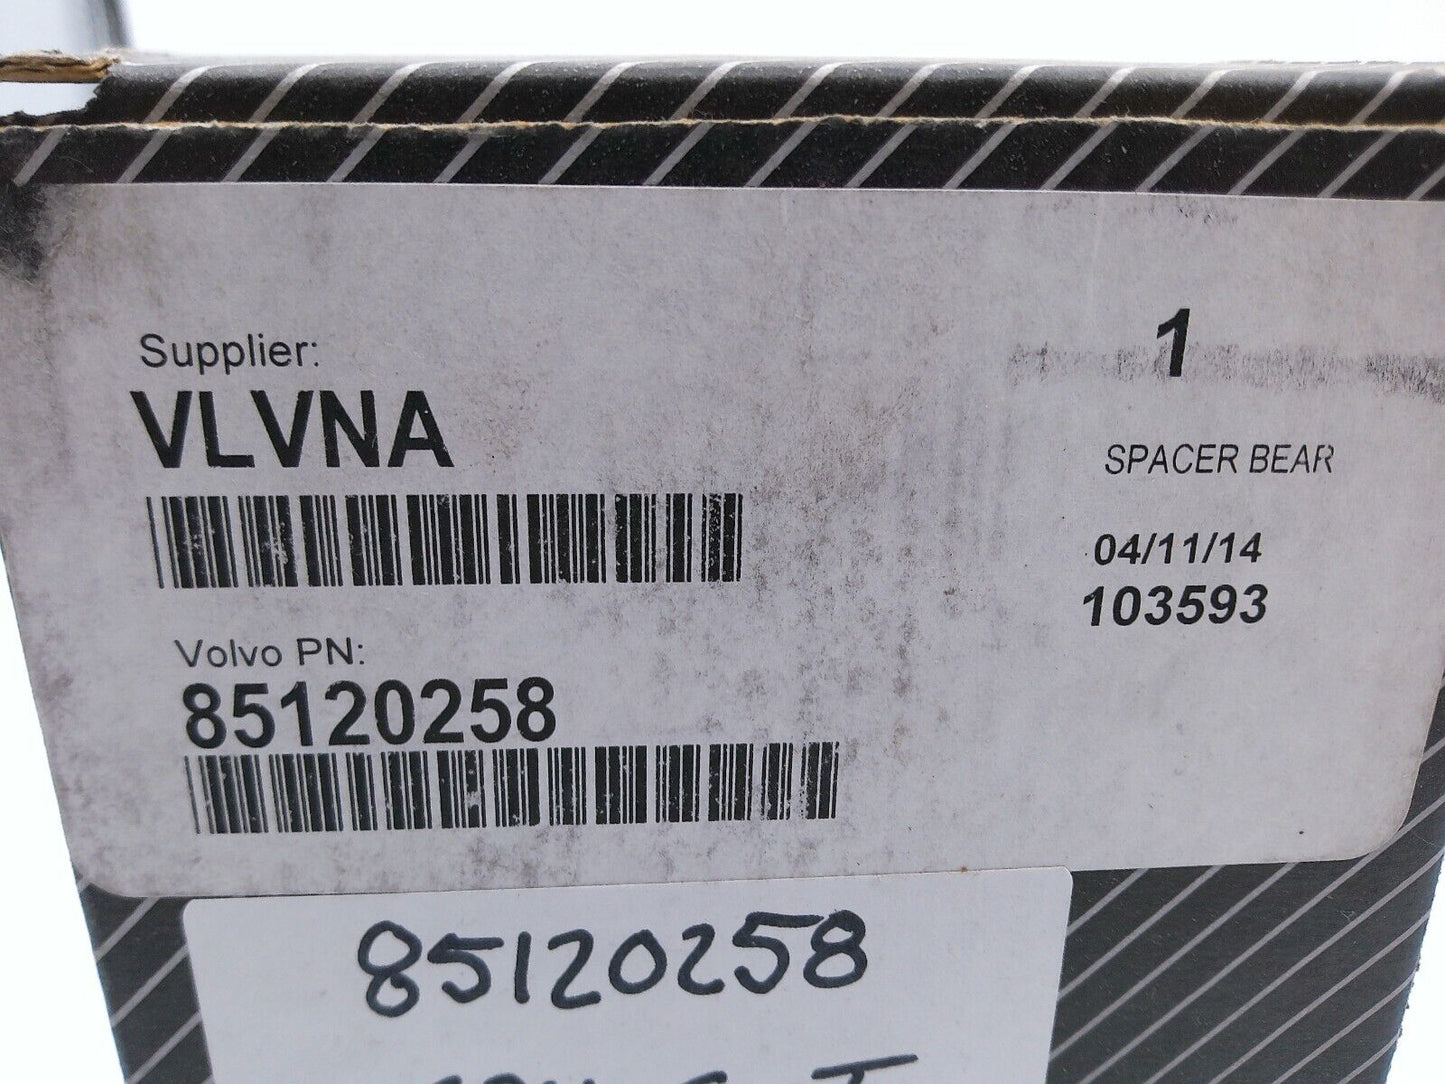 Supplier:
VLVNA
1
SPACER BEAR
04/11/14
103593
Volvo PN:
85120258
85120258